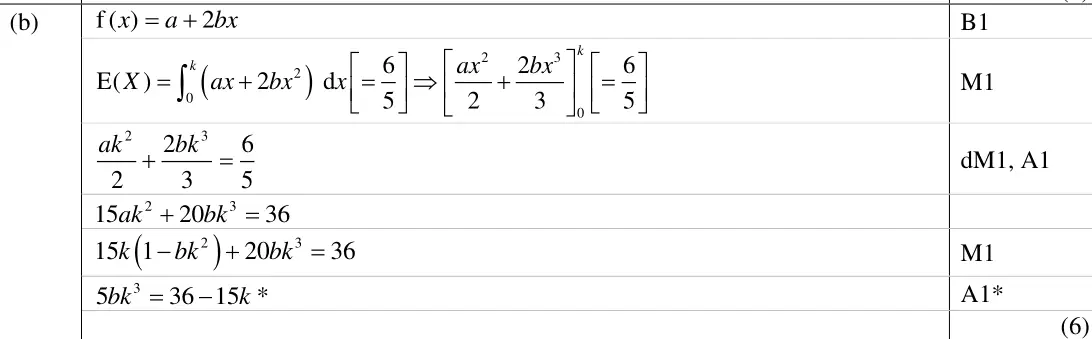 (b) f(x) = a + 2bx B1
E(X) = ∫₀ᵏ (ax + 2bx²) dx [= 6/5] ⇒ [ax²/2 + 2bx³/3]₀ᵏ [= 6/5] M1
ak²/2 + 2bk³/3 = 6/5 dM1, A1
15ak² + 20bk³ = 36
15k(1 − bk²) + 20bk³ = 36 M1
5bk³ = 36 − 15k * A1*
(6)